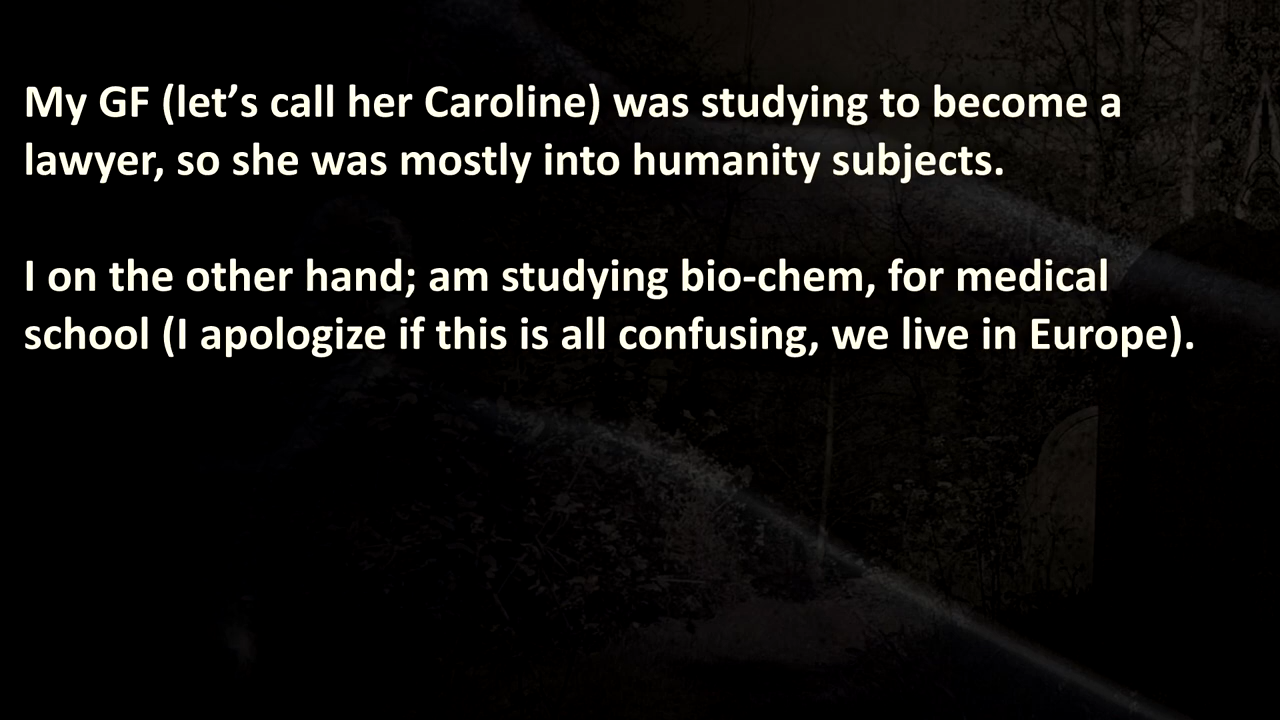 My GF (let’s call her Caroline) was studying to become a
lawyer, so she was mostly into humanity subjects.
I on the other hand; am studying bio-chem, for medical
school (I apologize if this is all confusing, we live in Europe).